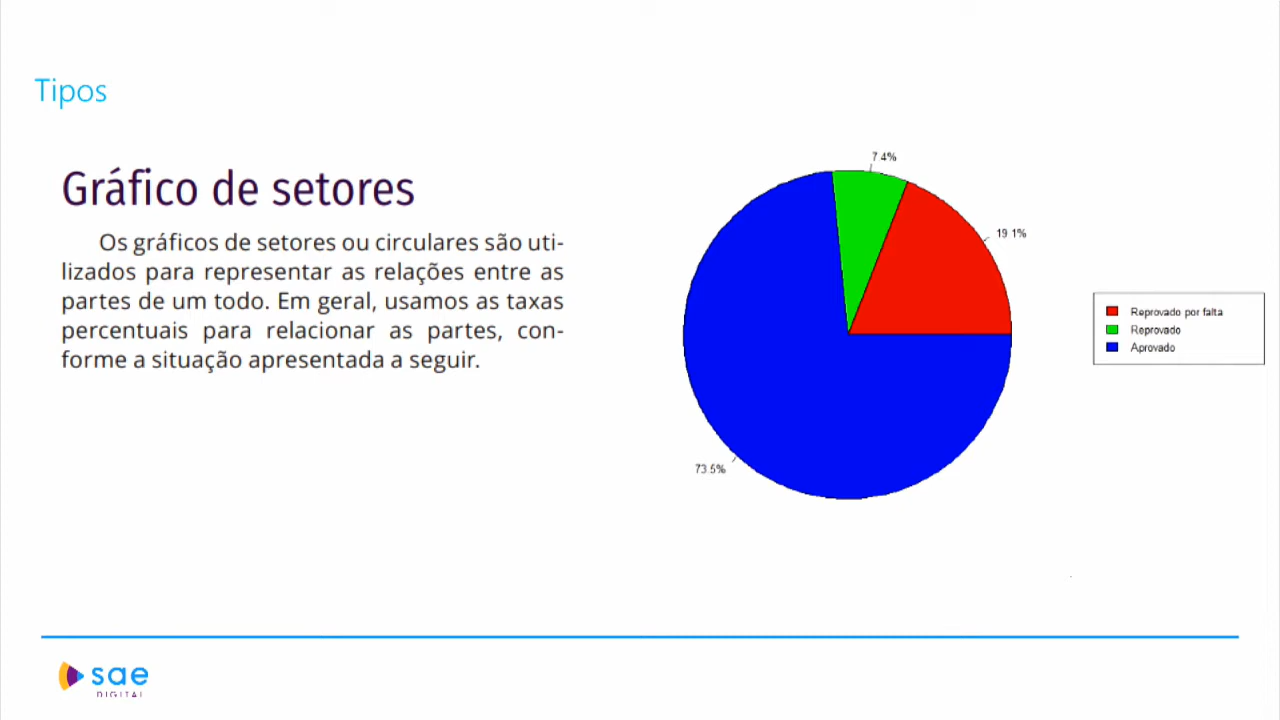 Tipos
Gráfico de setores
Os gráficos de setores ou circulares são uti-
lizados para representar as relações entre as
partes de um todo. Em geral, usamos as taxas
percentuais para relacionar as partes, con-
forme a situação apresentada a seguir.
7.4%
19.1%
73.5%
Reprovado por falta
Reprovado
Aprovado
sae
DIGITAL